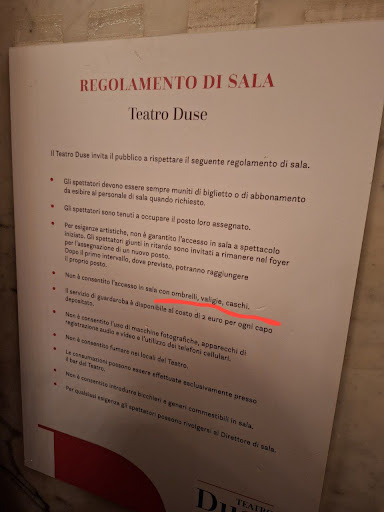 REGOLAMENTO DI SALA
Teatro Duse
Il Teatro Duse invita il pubblico a rispettare il seguente regolamento di sala.
• Gli spettatori devono essere sempre muniti di biglietto o di abbonamento
da esibire al personale di sala quando richiesto.
• Gli spettatori sono tenuti a occupare il posto loro assegnato.
• Per esigenze artistiche, non è garantito l'accesso in sala a spettacolo
iniziato. Gli spettatori giunti in ritardo sono invitati a rimanere nel foyer
per l'assegnazione di un nuovo posto.
Dopo il primo intervallo, dove previsto, potranno raggiungere
il proprio posto.
• Non è consentito l'accesso in sala con ombrelli, valigie, caschi.
• Il servizio di guardaroba è disponibile al costo di 2 euro per ogni capo
depositato.
• Non è consentito l'uso di macchine fotografiche, apparecchi di
registrazione audio e video e l'utilizzo dei telefoni cellulari.
• Non è consentito fumare nei locali del Teatro.
• Le consumazioni possono essere effettuate esclusivamente presso
il bar del Teatro.
• Non è consentito introdurre bicchieri e generi commestibili in sala.
• Per qualsiasi esigenza gli spettatori possono rivolgersi al Direttore di sala.
TEATRO